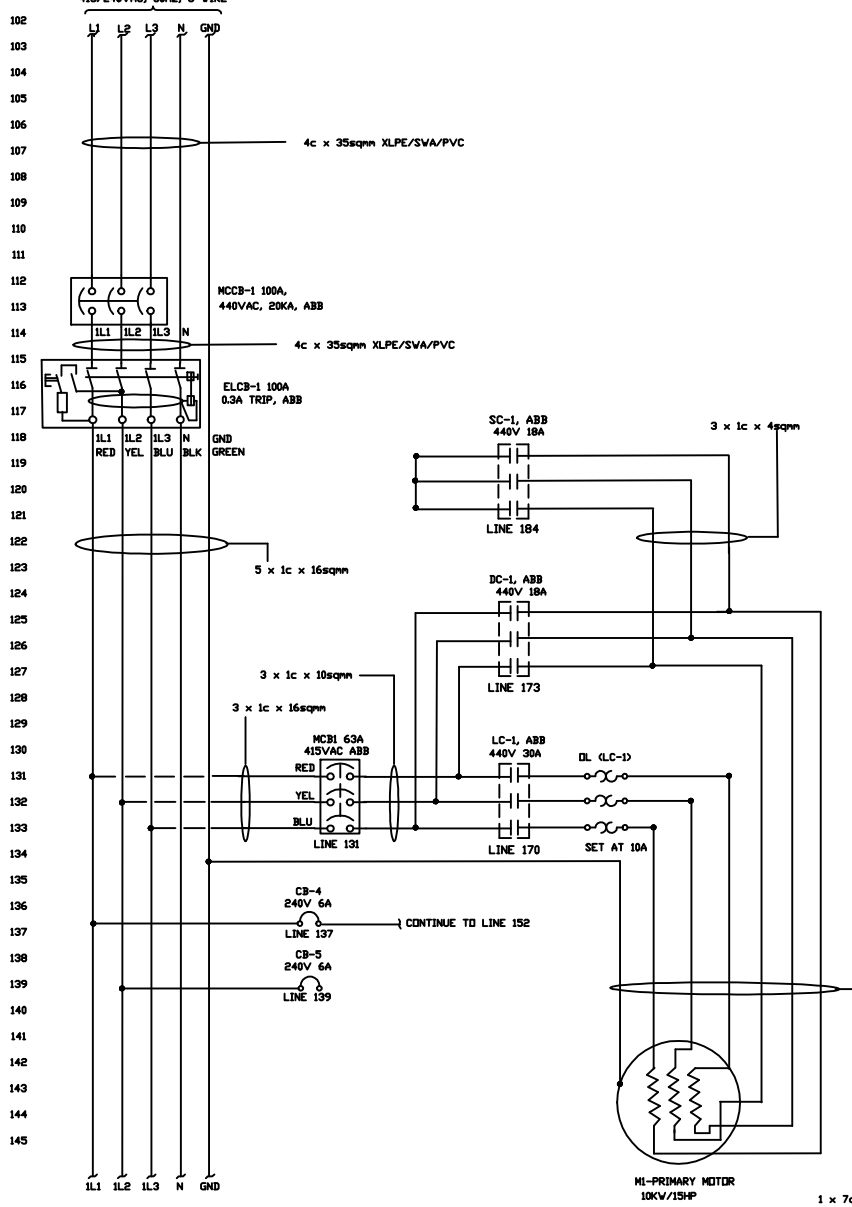 102
L1 L2 L3 N GND
103
104
105
106
4c x 35sqmm XLPE/SWA/PVC
107
108
109
110
111
112
MCCB-1 100A,
440VAC, 20KA, ABB
113
114
1L1 1L2 1L3 N
4c x 35sqmm XLPE/SWA/PVC
115
116
ELCB-1 100A
0.3A TRIP, ABB
117
SC-1, ABB
440V 18A
3 x 1c x 4sqmm
118
1L1 1L2 1L3 N GND
RED YEL BLU BLK GREEN
119
120
121
LINE 184
122
123
5 x 1c x 16sqmm
DC-1, ABB
440V 18A
124
125
126
127
3 x 1c x 10sqmm
LINE 173
128
3 x 1c x 16sqmm
129
130
MCB1 63A
415VAC ABB
LC-1, ABB
440V 30A
OL (LC-1)
131
RED
132
YEL
133
BLU
LINE 131
LINE 170
SET AT 10A
134
135
136
CB-4
240V 6A
137
LINE 137
CONTINUE TO LINE 152
138
CB-5
240V 6A
139
LINE 139
140
141
142
143
144
145
1L1 1L2 1L3 N GND
M1-PRIMARY MOTOR
10KW/15HP
1 x 7c